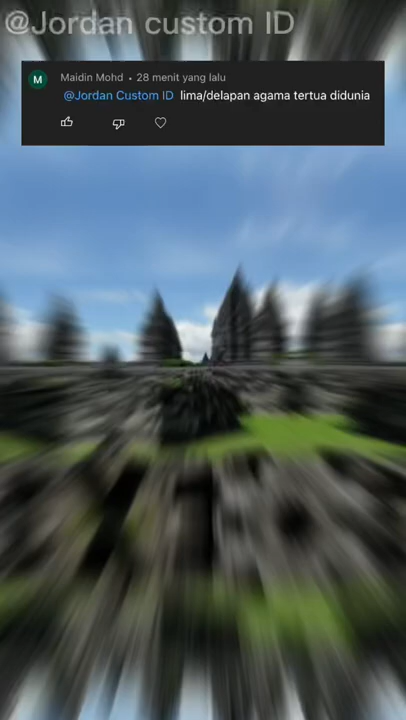 @Jordan custom ID
M
Maidin Mohd • 28 menit yang lalu
@Jordan Custom ID lima/delapan agama tertua didunia